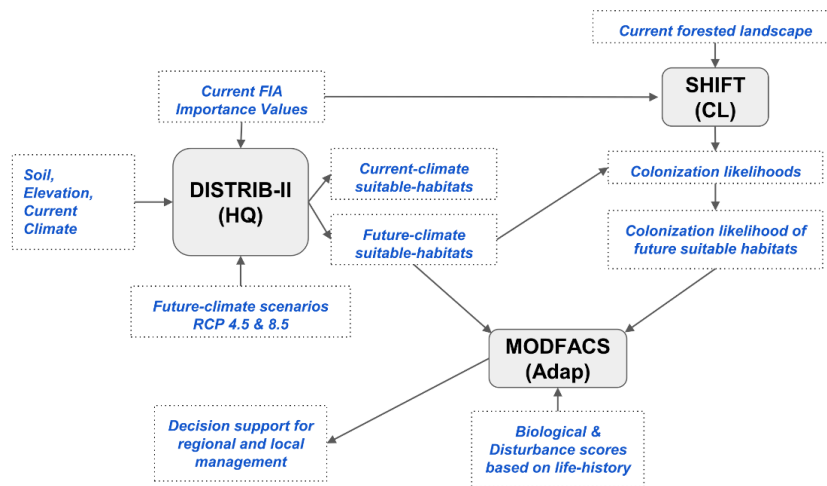 Current forested landscape
SHIFT
(CL)
Current FIA
Importance Values
Soil,
Elevation,
Current
Climate
DISTRIB-II
(HQ)
Current-climate
suitable-habitats
Colonization likelihoods
Future-climate
suitable-habitats
Colonization likelihood of
future suitable habitats
Future-climate scenarios
RCP 4.5 & 8.5
MODFACS
(Adap)
Decision support for
regional and local
management
Biological &
Disturbance scores
based on life-history